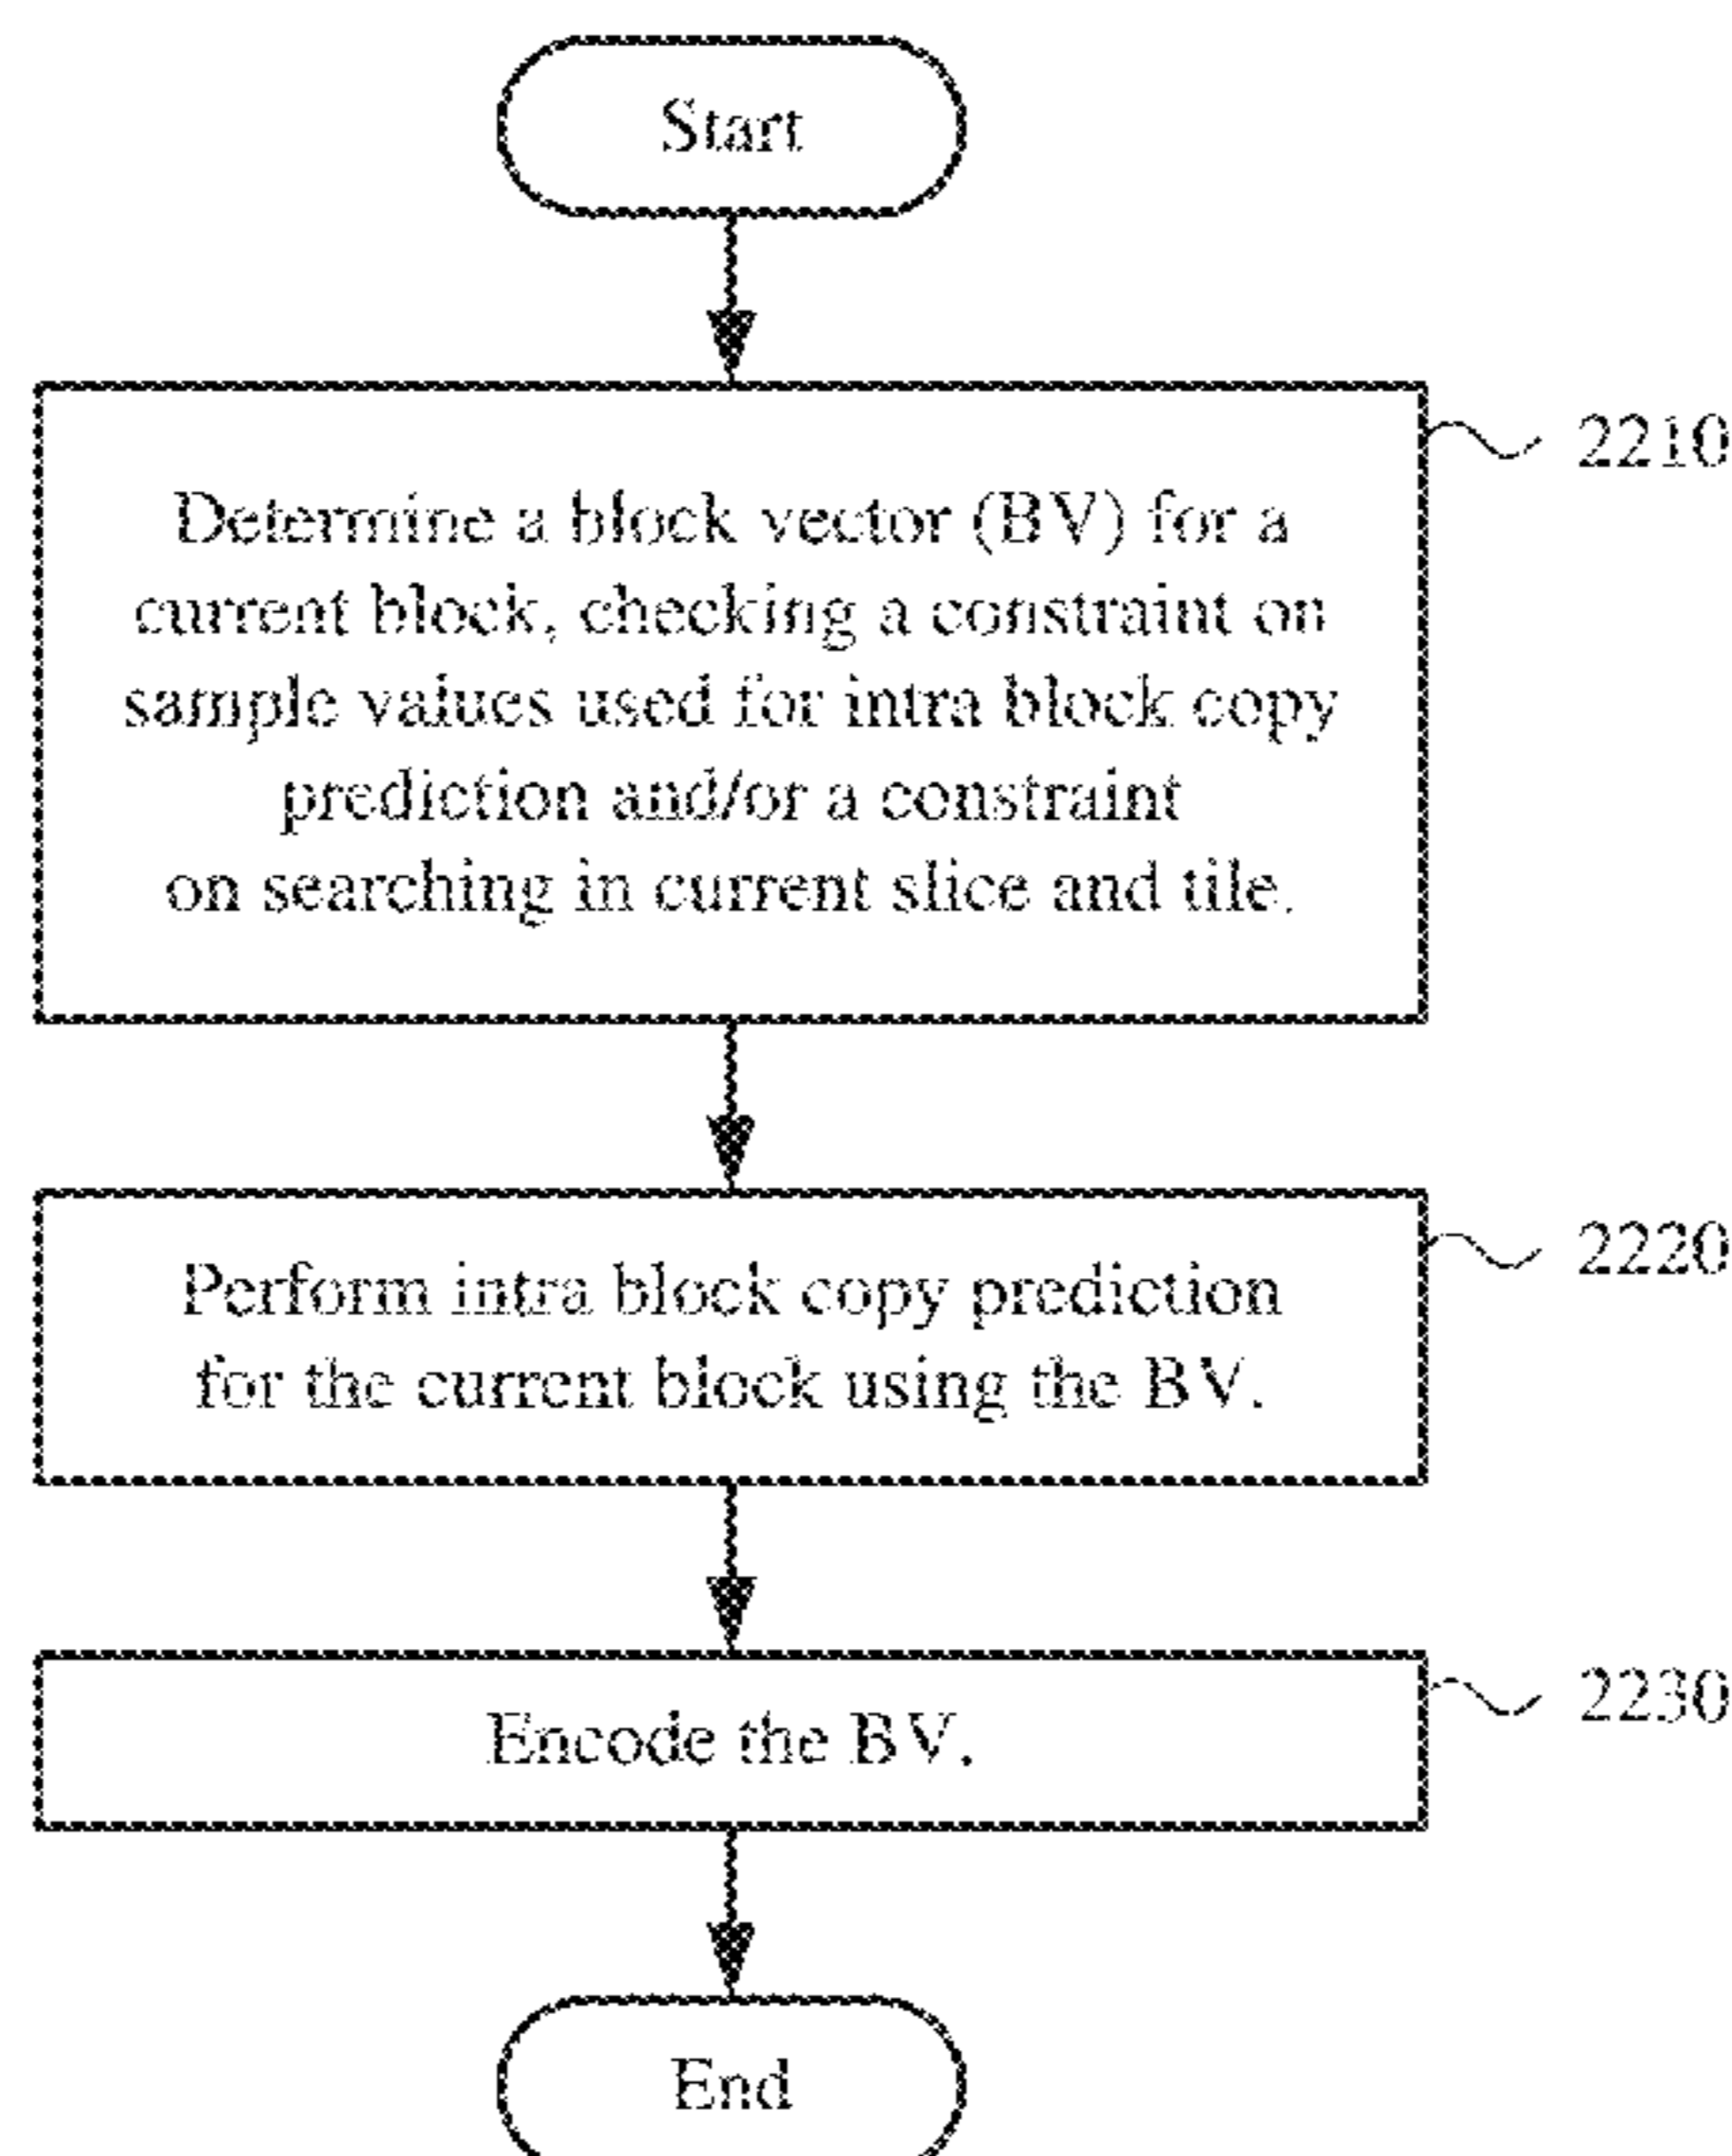 Start
2210
Determine a block vector (BV) for a
current block, checking a constraint on
sample values used for intra block copy
prediction and/or a constraint
on searching in current slice and tile.
2220
Perform intra block copy prediction
for the current block using the BV.
2230
Encode the BV.
End